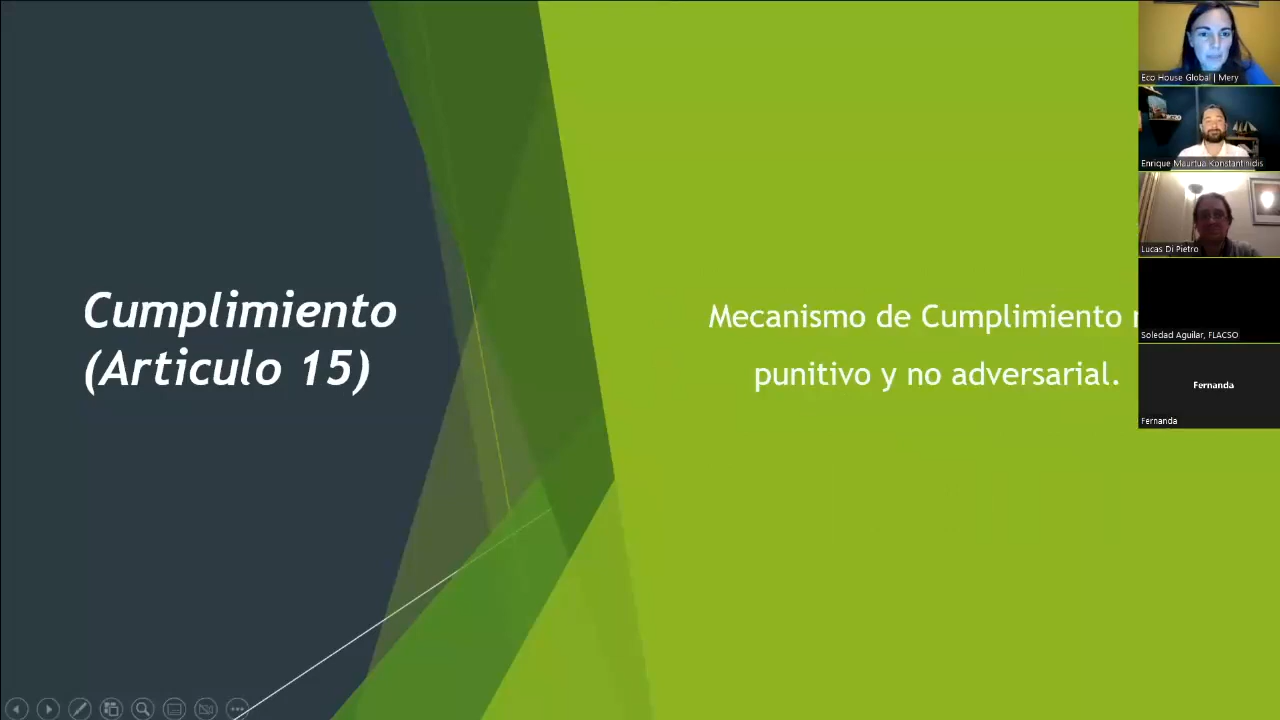 Cumplimiento
(Articulo 15)
Mecanismo de Cumplimiento
punitivo y no adversarial.
Eco House Global | Mery
Enrique Maurtua Konstantinidis
Lucas Di Pietro
Soledad Aguilar, FLACSO
Fernanda
Fernanda